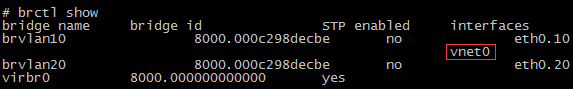 # brctl show
bridge name bridge id STP enabled interfaces
brvlan10 8000.000c298decbe no eth0.10
vnet0
brvlan20 8000.000c298decbe no eth0.20
virbr0 8000.000000000000 yes